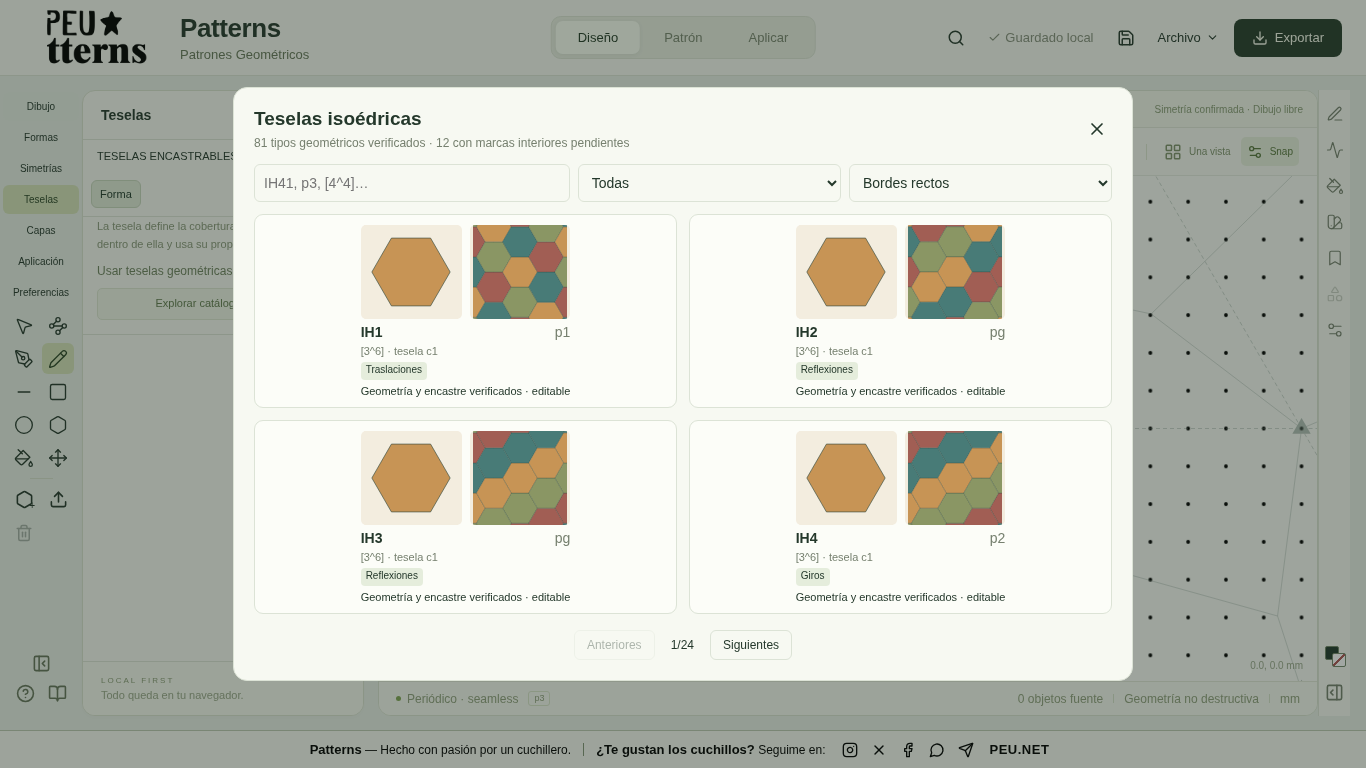 PEU★
tterns
Patterns
Patrones Geométricos
Diseño
Patrón
Aplicar
Guardado local
Archivo
Exportar
Dibujo
Formas
Simetrías
Teselas
Capas
Aplicación
Preferencias
Teselas
TESELAS ENCASTRABLES
Forma
La tesela define la cobertura
dentro de ella y usa su prop
Usar teselas geométricas
Explorar catálog
LOCAL FIRST
Todo queda en tu navegador.
Teselas isoédricas
81 tipos geométricos verificados · 12 con marcas interiores pendientes
IH41, p3, [4^4]…
Todas
Bordes rectos
IH1
p1
[3^6] · tesela c1
Traslaciones
Geometría y encastre verificados · editable
IH2
pg
[3^6] · tesela c1
Reflexiones
Geometría y encastre verificados · editable
IH3
pg
[3^6] · tesela c1
Reflexiones
Geometría y encastre verificados · editable
IH4
p2
[3^6] · tesela c1
Giros
Geometría y encastre verificados · editable
Anteriores
1/24
Siguientes
Simetría confirmada · Dibujo libre
Una vista
Snap
0.0, 0.0 mm
Periódico · seamless
p3
0 objetos fuente
Geometría no destructiva
mm
Patterns — Hecho con pasión por un cuchillero.
¿Te gustan los cuchillos? Seguime en:
PEU.NET